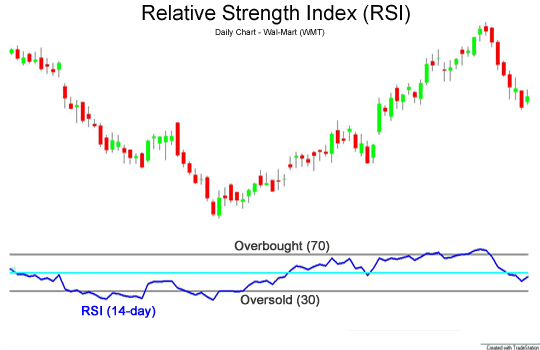 Relative Strength Index (RSI)
Daily Chart - Wal-Mart (WMT)
Overbought (70)
Oversold (30)
RSI (14-day)
Created with TradeStation